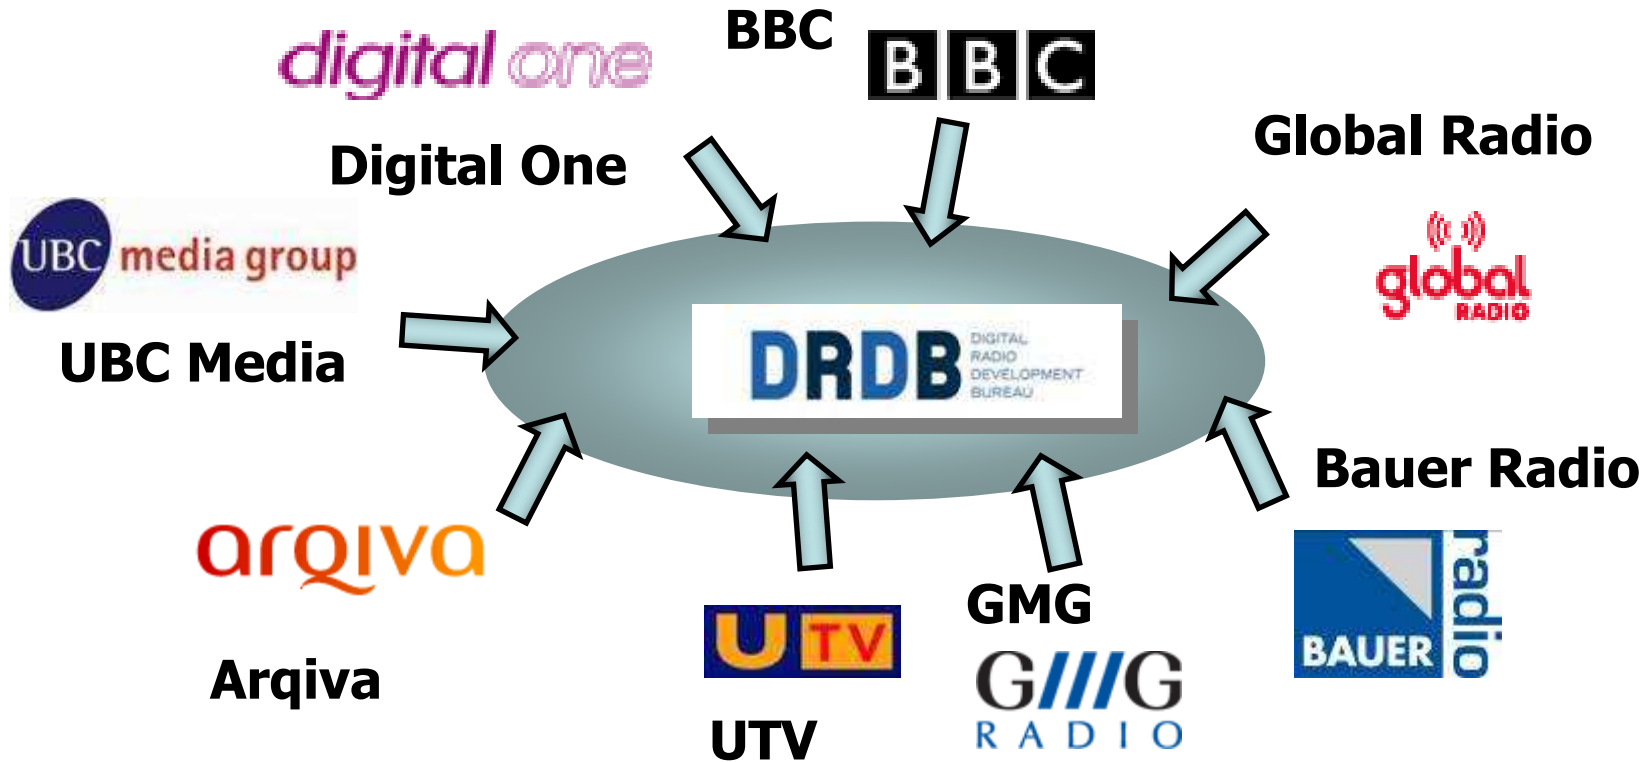 BBC
digital one
BBC
Global Radio
Digital One
UBC media group
global
RADIO
DRDB
DIGITAL
RADIO
DEVELOPMENT
BUREAU
UBC Media
Bauer Radio
arqiva
radio
BAUER
GMG
UTV
GMG
RADIO
Arqiva
UTV